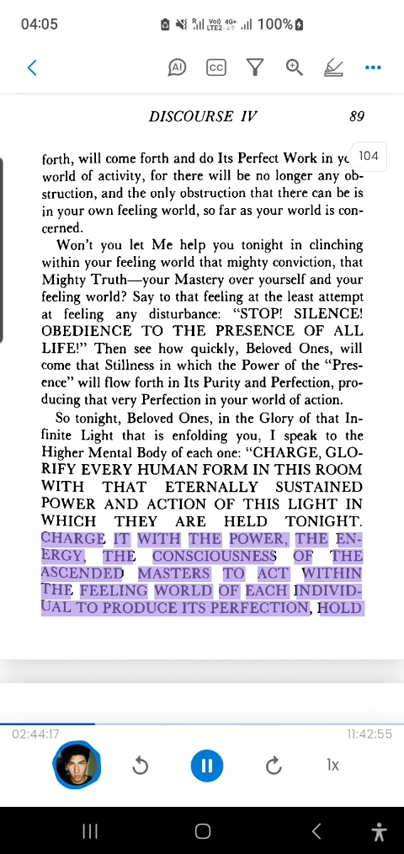 04:05
100%
AI CC
DISCOURSE IV 89
104
forth, will come forth and do Its Perfect Work in
world of activity, for there will be no longer any ob-
struction, and the only obstruction that there can be is
in your own feeling world, so far as your world is con-
cerned.
Won't you let Me help you tonight in clinching
within your feeling world that mighty conviction, that
Mighty Truth—your Mastery over yourself and your
feeling world? Say to that feeling at the least attempt
at feeling any disturbance: “STOP! SILENCE!
OBEDIENCE TO THE PRESENCE OF ALL
LIFE!” Then see how quickly, Beloved Ones, will
come that Stillness in which the Power of the “Pres-
ence” will flow forth in Its Purity and Perfection, pro-
ducing that very Perfection in your world of action.
So tonight, Beloved Ones, in the Glory of that In-
finite Light that is enfolding you, I speak to the
Higher Mental Body of each one: “CHARGE, GLO-
RIFY EVERY HUMAN FORM IN THIS ROOM
WITH THAT ETERNALLY SUSTAINED
POWER AND ACTION OF THIS LIGHT IN
WHICH THEY ARE HELD TONIGHT.
CHARGE IT WITH THE POWER, THE EN-
ERGY, THE CONSCIOUSNESS OF THE
ASCENDED MASTERS TO ACT WITHIN
THE FEELING WORLD OF EACH INDIVID-
UAL TO PRODUCE ITS PERFECTION, HOLD
02:44:17 11:42:55
1x